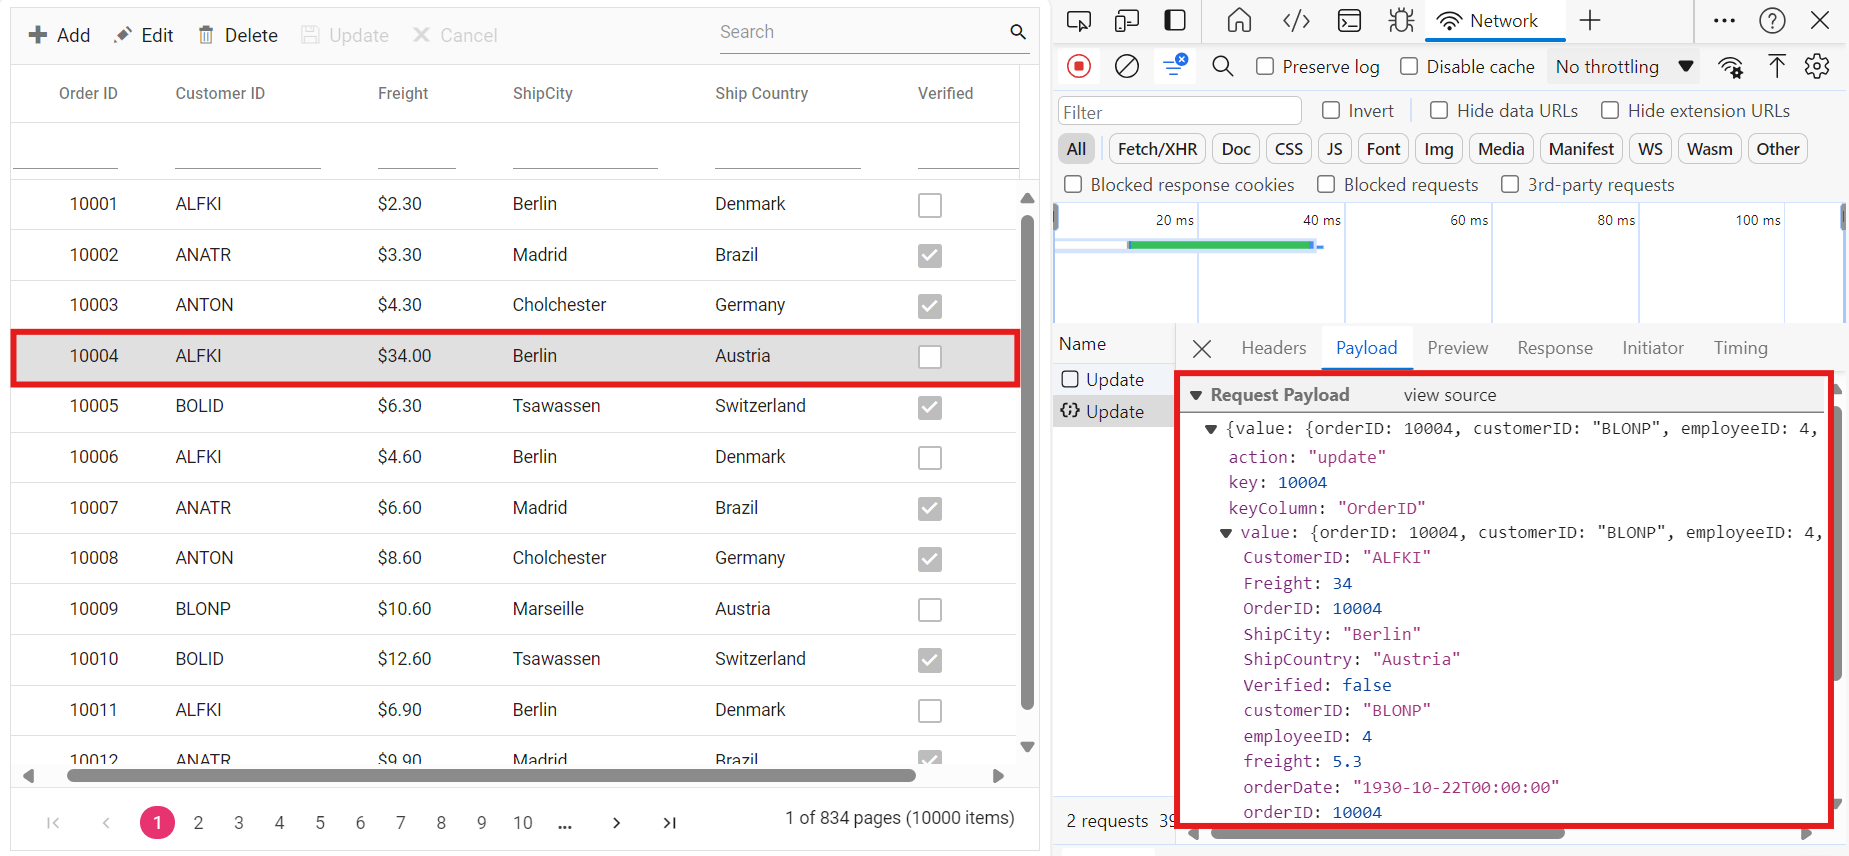 Add Edit Delete Update Cancel Search
Order ID Customer ID Freight ShipCity Ship Country Verified
10001 ALFKI $2.30 Berlin Denmark
10002 ANATR $3.30 Madrid Brazil
10003 ANTON $4.30 Cholchester Germany
10004 ALFKI $34.00 Berlin Austria
10005 BOLID $6.30 Tsawassen Switzerland
10006 ALFKI $4.60 Berlin Denmark
10007 ANATR $6.60 Madrid Brazil
10008 ANTON $8.60 Cholchester Germany
10009 BLONP $10.60 Marseille Austria
10010 BOLID $12.60 Tsawassen Switzerland
10011 ALFKI $6.90 Berlin Denmark
10012 ANATR $9.90 Madrid Brazil
1 2 3 4 5 6 7 8 9 10 ... 1 of 834 pages (10000 items)
Network
Preserve log Disable cache No throttling
Filter Invert Hide data URLs Hide extension URLs
All Fetch/XHR Doc CSS JS Font Img Media Manifest WS Wasm Other
Blocked response cookies Blocked requests 3rd-party requests
20 ms 40 ms 60 ms 80 ms 100 ms
Name Headers Payload Preview Response Initiator Timing
Update
Update
Request Payload view source
{value: {orderID: 10004, customerID: "BLONP", employeeID: 4,
action: "update"
key: 10004
keyColumn: "OrderID"
value: {orderID: 10004, customerID: "BLONP", employeeID: 4,
CustomerID: "ALFKI"
Freight: 34
OrderID: 10004
ShipCity: "Berlin"
ShipCountry: "Austria"
Verified: false
customerID: "BLONP"
employeeID: 4
freight: 5.3
orderDate: "1930-10-22T00:00:00"
orderID: 10004
2 requests 39